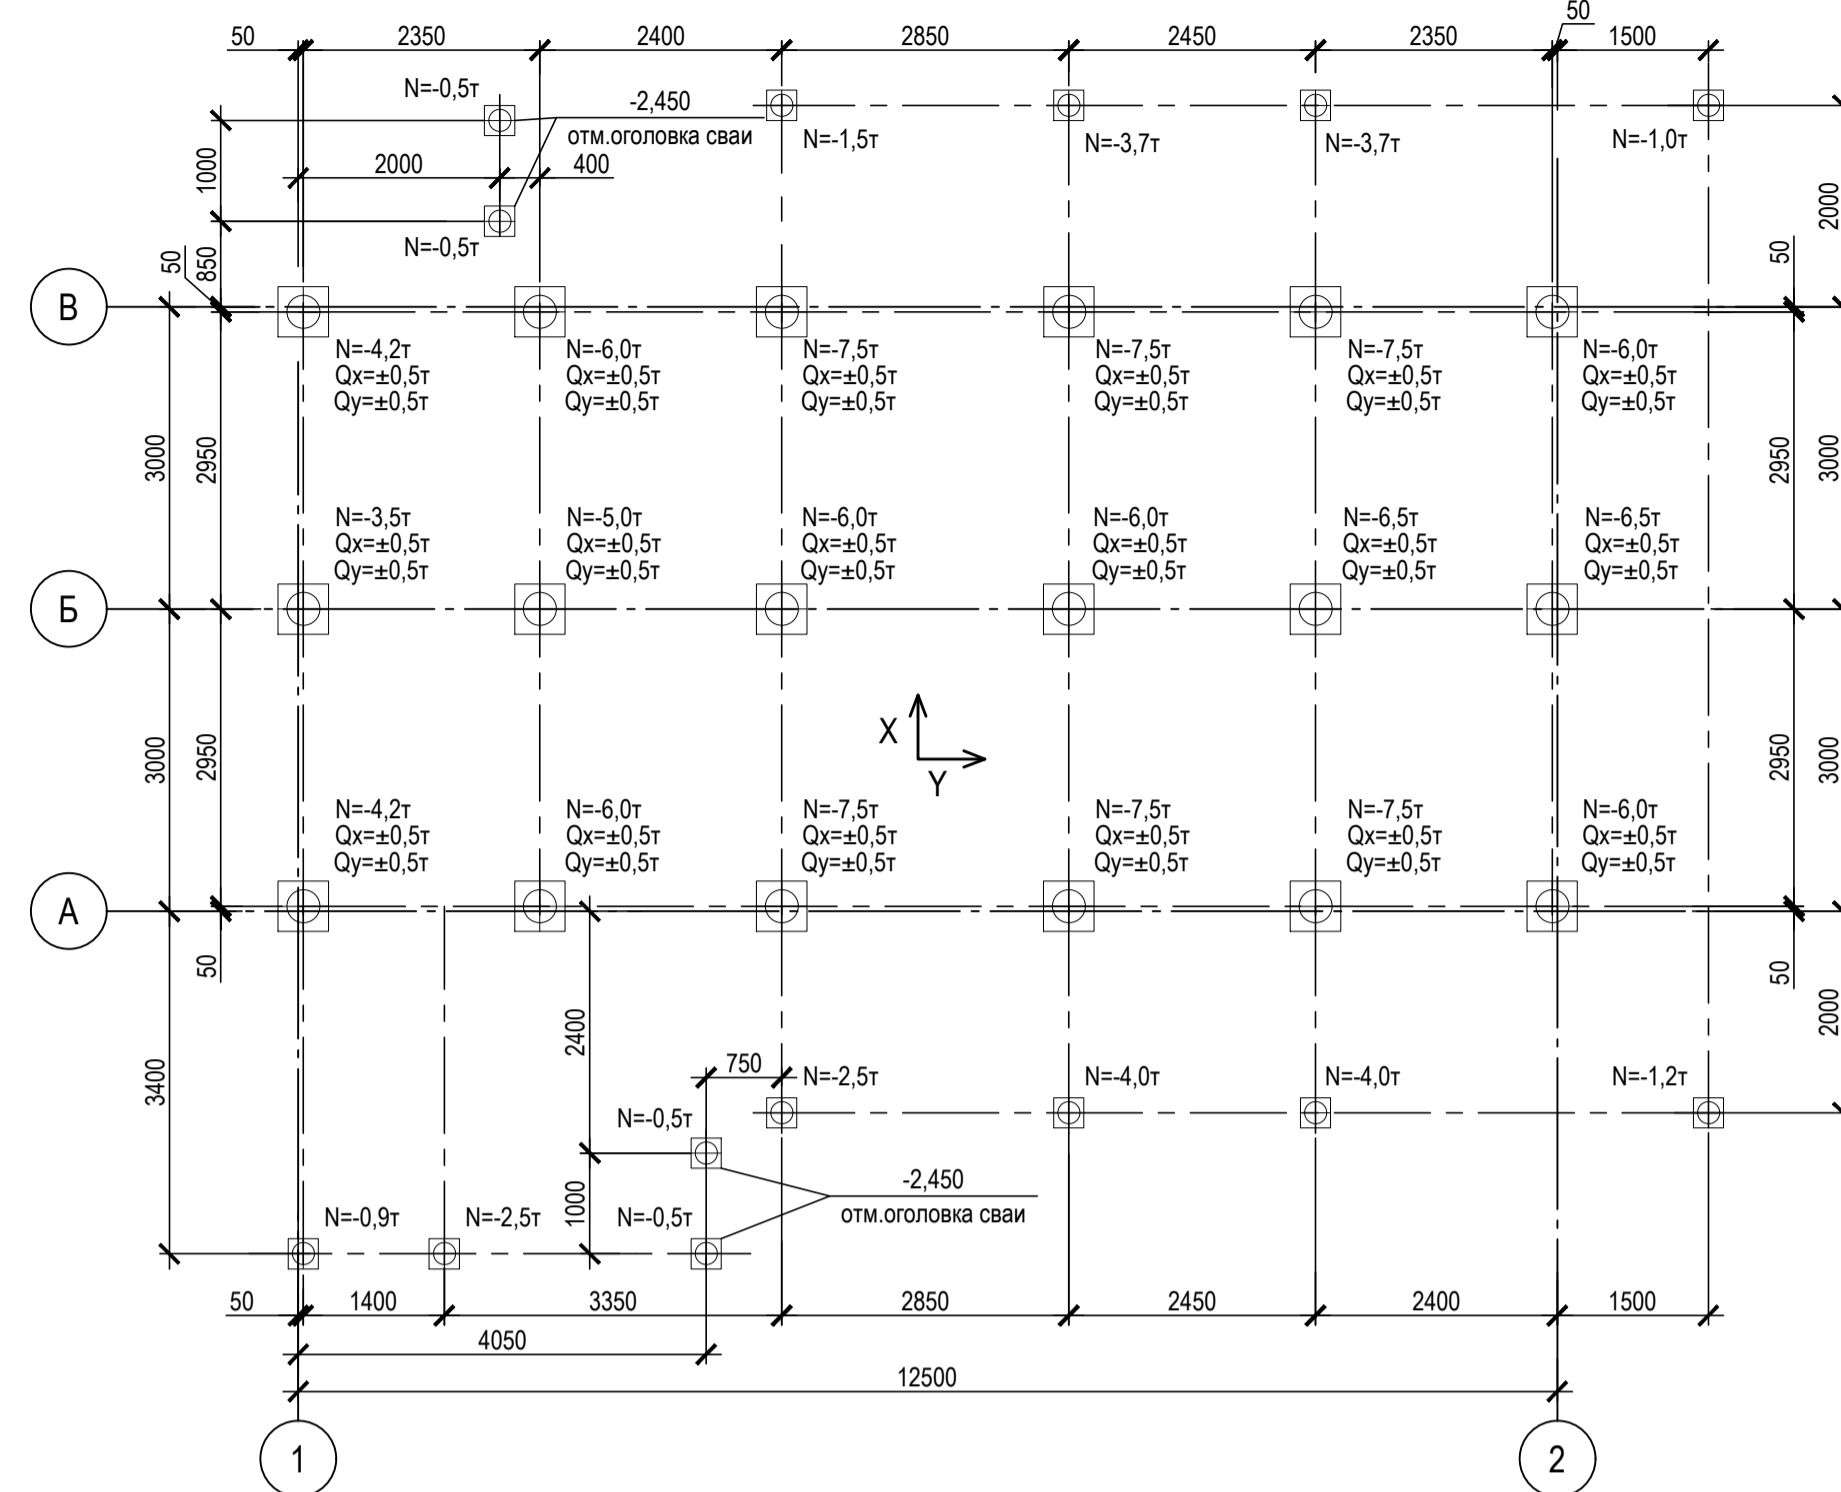 50
50 2350 2400 2850 2450 2350 1500
N=-0,5т
-2,450
отм.оголовка сваи
N=-1,5т
N=-3,7т
N=-3,7т
N=-1,0т
1000
2000 400
2000
N=-0,5т
50
850
50
В
N=-4,2т
Qx=±0,5т
Qy=±0,5т
N=-6,0т
Qx=±0,5т
Qy=±0,5т
N=-7,5т
Qx=±0,5т
Qy=±0,5т
N=-7,5т
Qx=±0,5т
Qy=±0,5т
N=-7,5т
Qx=±0,5т
Qy=±0,5т
N=-6,0т
Qx=±0,5т
Qy=±0,5т
3000
2950
2950
3000
N=-3,5т
Qx=±0,5т
Qy=±0,5т
N=-5,0т
Qx=±0,5т
Qy=±0,5т
N=-6,0т
Qx=±0,5т
Qy=±0,5т
N=-6,0т
Qx=±0,5т
Qy=±0,5т
N=-6,5т
Qx=±0,5т
Qy=±0,5т
N=-6,5т
Qx=±0,5т
Qy=±0,5т
Б
3000
2950
X
Y
2950
3000
N=-4,2т
Qx=±0,5т
Qy=±0,5т
N=-6,0т
Qx=±0,5т
Qy=±0,5т
N=-7,5т
Qx=±0,5т
Qy=±0,5т
N=-7,5т
Qx=±0,5т
Qy=±0,5т
N=-7,5т
Qx=±0,5т
Qy=±0,5т
N=-6,0т
Qx=±0,5т
Qy=±0,5т
А
50
50
2400
2000
3400
750
N=-2,5т
N=-4,0т
N=-4,0т
N=-1,2т
N=-0,5т
-2,450
отм.оголовка сваи
1000
N=-0,9т
N=-2,5т
N=-0,5т
50 1400 3350 2850 2450 2400 1500
4050
12500
1
2